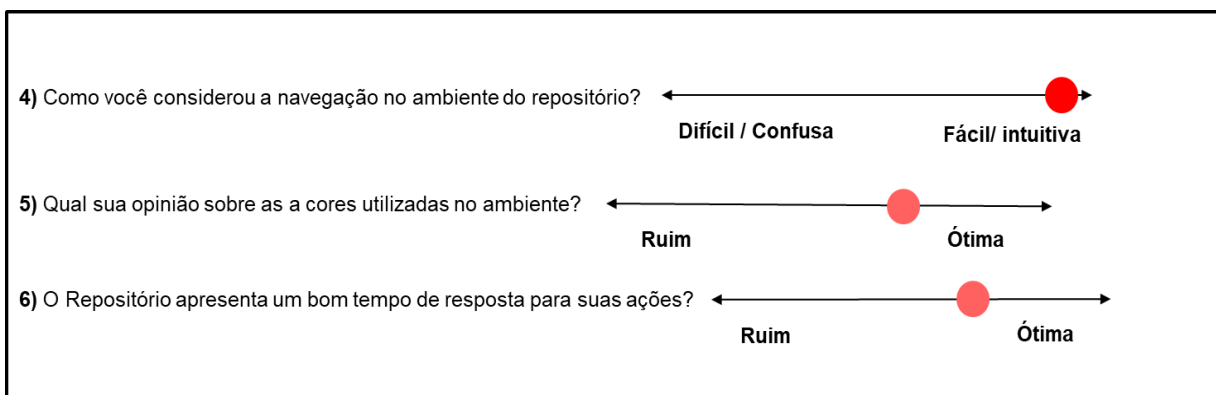 4) Como você considerou a navegação no ambiente do repositório?
Difícil / Confusa
Fácil/ intuitiva
5) Qual sua opinião sobre as a cores utilizadas no ambiente?
Ruim
Ótima
6) O Repositório apresenta um bom tempo de resposta para suas ações?
Ruim
Ótima